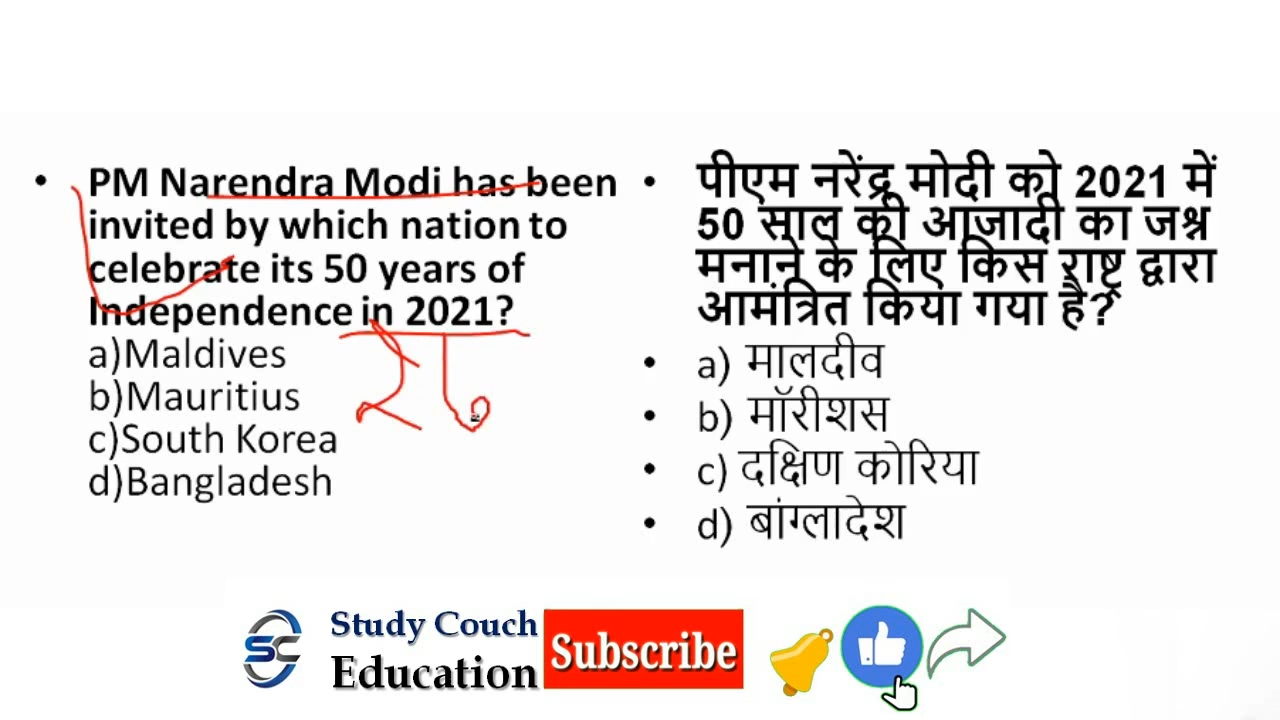 PM Narendra Modi has been
invited by which nation to
celebrate its 50 years of
Independence in 2021?
a)Maldives
b)Mauritius
c)South Korea
d)Bangladesh
पीएम नरेंद्र मोदी को 2021 में
50 साल की आजादी का जश्न
मनाने के लिए किस राष्ट्र द्वारा
आमंत्रित किया गया है?
a) मालदीव
b) मॉरीशस
c) दक्षिण कोरिया
d) बांग्लादेश
SC
Study Couch
Education
Subscribe